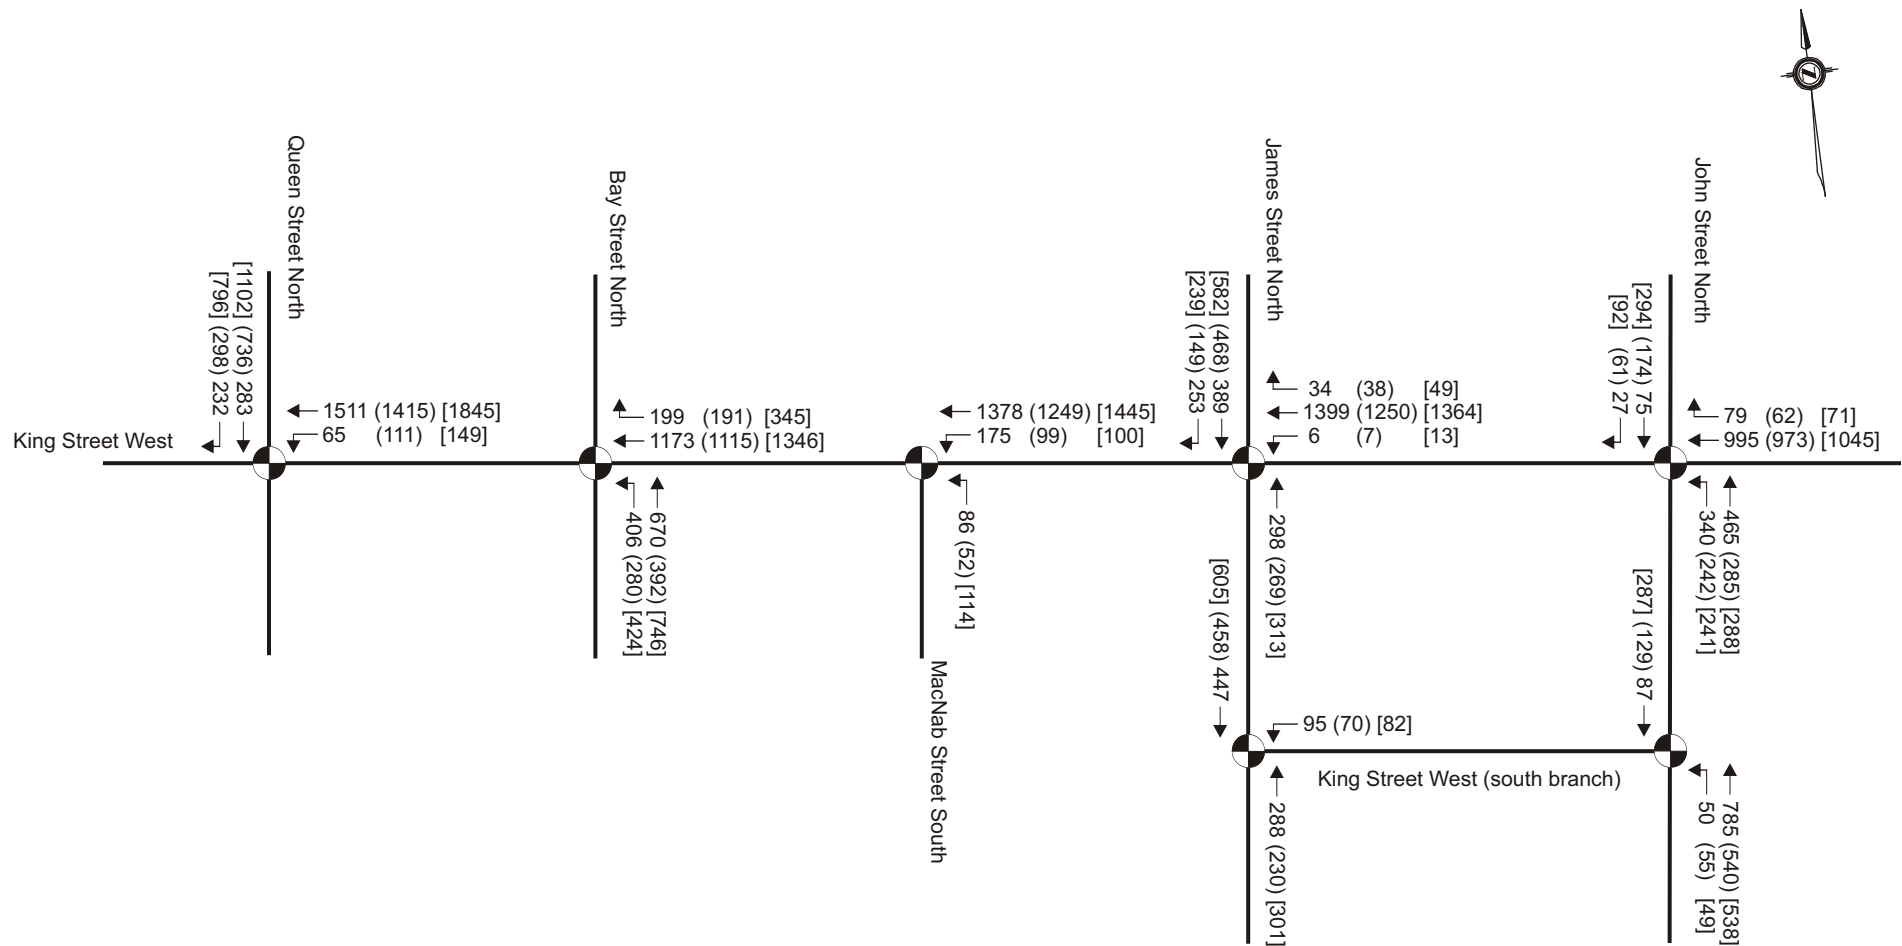 Queen Street North
Bay Street North
James Street North
John Street North
King Street West
[1102] (736) 283
[796] (298) 232
1511 (1415) [1845]
65 (111) [149]
199 (191) [345]
1173 (1115) [1346]
406 (280) [424]
670 (392) [746]
1378 (1249) [1445]
175 (99) [100]
86 (52) [114]
MacNab Street South
[582] (468) 389
[239] (149) 253
34 (38) [49]
1399 (1250) [1364]
6 (7) [13]
298 (269) [313]
[294] (174) 75
[92] (61) 27
79 (62) [71]
995 (973) [1045]
465 (285) [288]
340 (242) [241]
[605] (458) 447
95 (70) [82]
King Street West (south branch)
288 (230) [301]
[287] (129) 87
785 (540) [538]
50 (55) [49]
N